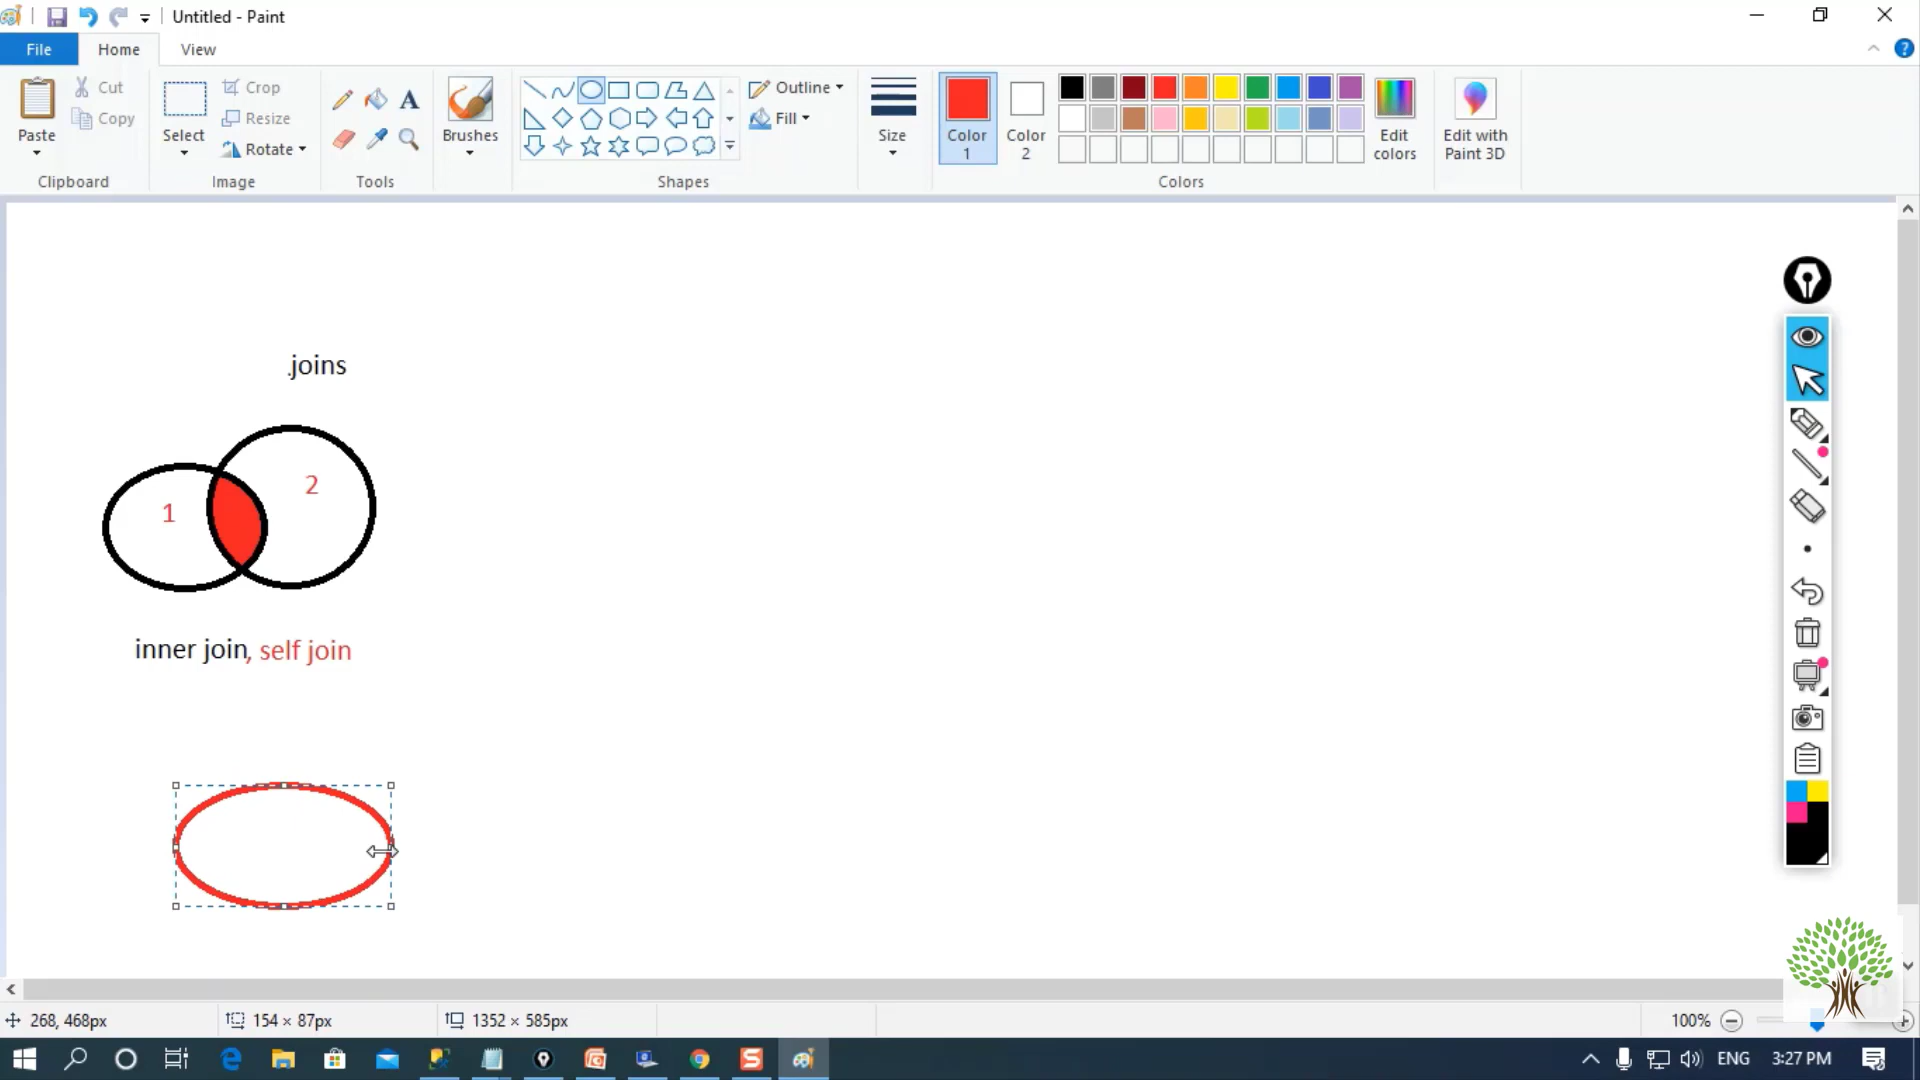 Untitled - Paint
File Home View
Paste
Cut
Copy
Clipboard
Select
Crop
Resize
Rotate
Image
A
Tools
Brushes
Outline
Fill
Shapes
Size
Color 1
Color 2
Edit colors
Colors
Edit with Paint 3D
joins
1
2
inner join, self join
268, 468px
154 × 87px
1352 × 585px
100%
ENG
3:27 PM